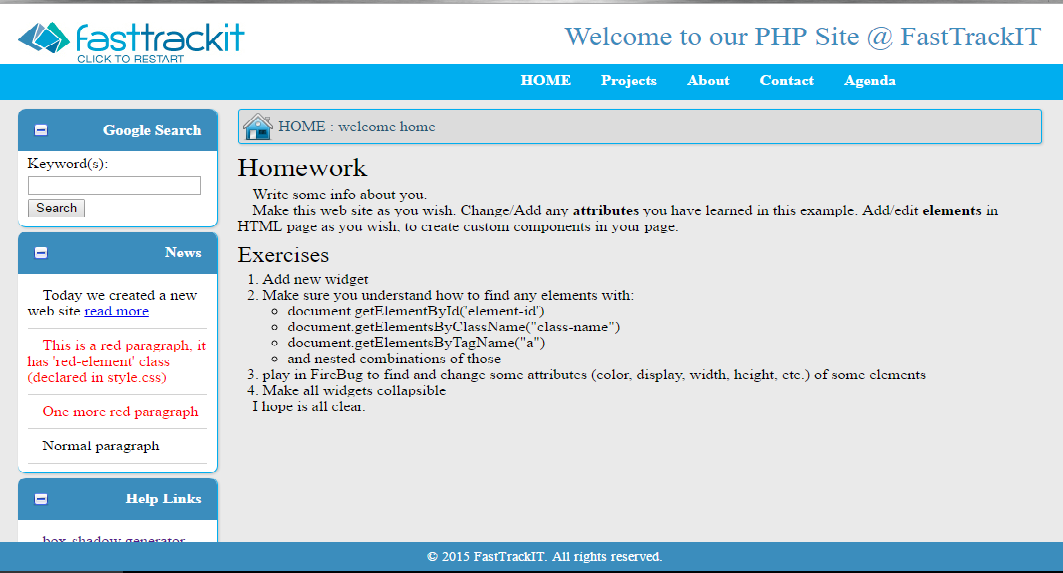 fasttrackit
CLICK TO RESTART
Welcome to our PHP Site @ FastTrackIT
HOME Projects About Contact Agenda
Google Search
Keyword(s):
Search
News
Today we created a new
web site read more
This is a red paragraph, it
has 'red-element' class
(declared in style.css)
One more red paragraph
Normal paragraph
Help Links
box-shadow generator
HOME : welcome home
Homework
Write some info about you.
Make this web site as you wish. Change/Add any attributes you have learned in this example. Add/edit elements in
HTML page as you wish, to create custom components in your page.
Exercises
1. Add new widget
2. Make sure you understand how to find any elements with:
document.getElementById('element-id')
document.getElementsByClassName("class-name")
document.getElementsByTagName("a")
and nested combinations of those
3. play in FireBug to find and change some attributes (color, display, width, height, etc.) of some elements
4. Make all widgets collapsible
I hope is all clear.
© 2015 FastTrackIT. All rights reserved.